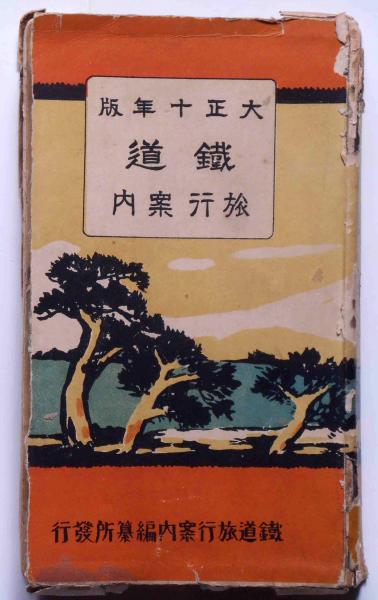 大正十年版
鐵道
旅行案内
鐵道旅行案内編纂所發行